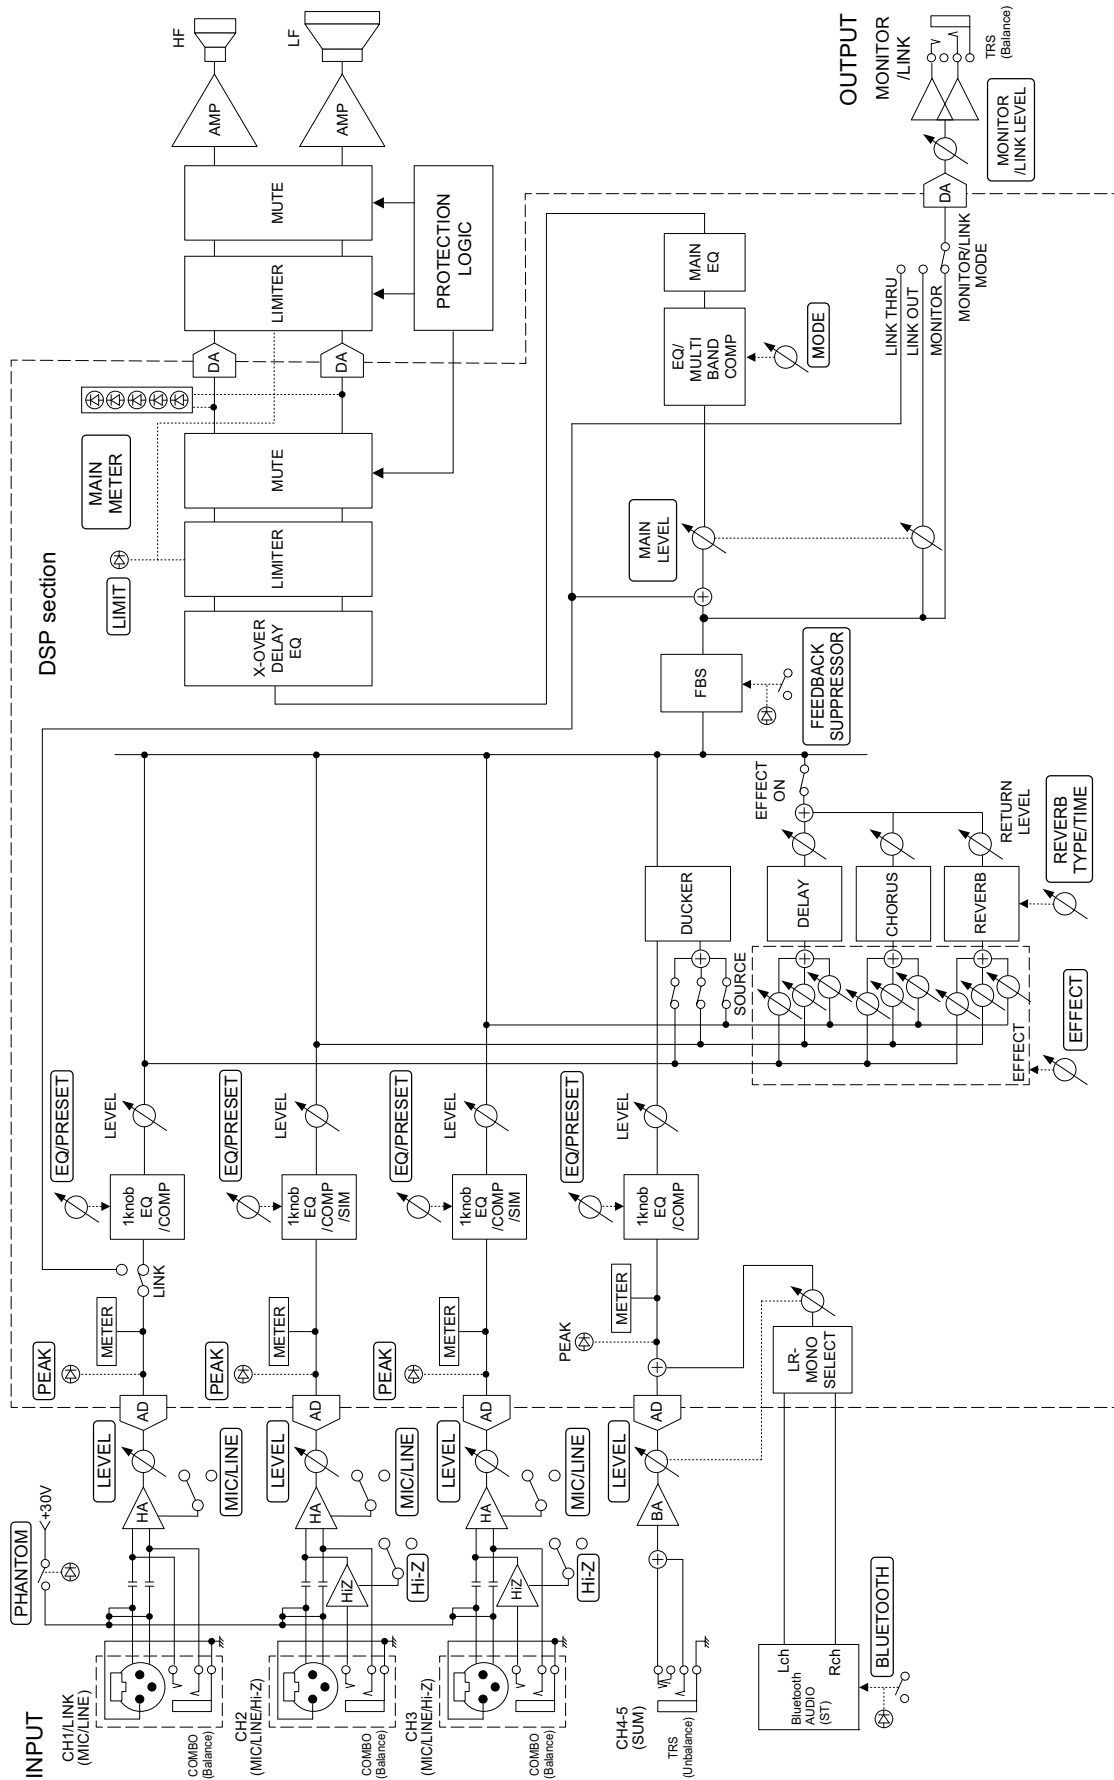 INPUT
PHANTOM
+30V
CH1/LINK
(MIC/LINE)
COMBO
(Balance)
HA
LEVEL
MIC/LINE
AD
PEAK
METER
LINK
EQ/PRESET
1knob
EQ
/COMP
LEVEL
CH2
(MIC/LINE/Hi-Z)
COMBO
(Balance)
HiZ
Hi-Z
HA
LEVEL
MIC/LINE
AD
PEAK
METER
EQ/PRESET
1knob
EQ
/COMP
/SIM
LEVEL
CH3
(MIC/LINE/Hi-Z)
COMBO
(Balance)
HiZ
Hi-Z
HA
LEVEL
MIC/LINE
AD
PEAK
METER
EQ/PRESET
1knob
EQ
/COMP
/SIM
LEVEL
CH4-5
(SUM)
TRS
(Unbalance)
BA
LEVEL
AD
PEAK
METER
EQ/PRESET
1knob
EQ
/COMP
LEVEL
Bluetooth
AUDIO
(ST)
Lch
Rch
BLUETOOTH
LR-
MONO
SELECT
DSP section
SOURCE
DUCKER
EFFECT
EFFECT
DELAY
CHORUS
REVERB
EFFECT
ON
RETURN
LEVEL
REVERB
TYPE/TIME
FBS
FEEDBACK
SUPPRESSOR
MAIN
LEVEL
EQ/
MULTI
BAND
COMP
MODE
MAIN
EQ
LINK THRU
LINK OUT
MONITOR
MONITOR/LINK
MODE
DA
MONITOR
/LINK LEVEL
OUTPUT
MONITOR
/LINK
TRS
(Balance)
X-OVER
DELAY
EQ
LIMIT
LIMITER
MAIN
METER
MUTE
DA
DA
LIMITER
MUTE
PROTECTION
LOGIC
AMP
AMP
HF
LF